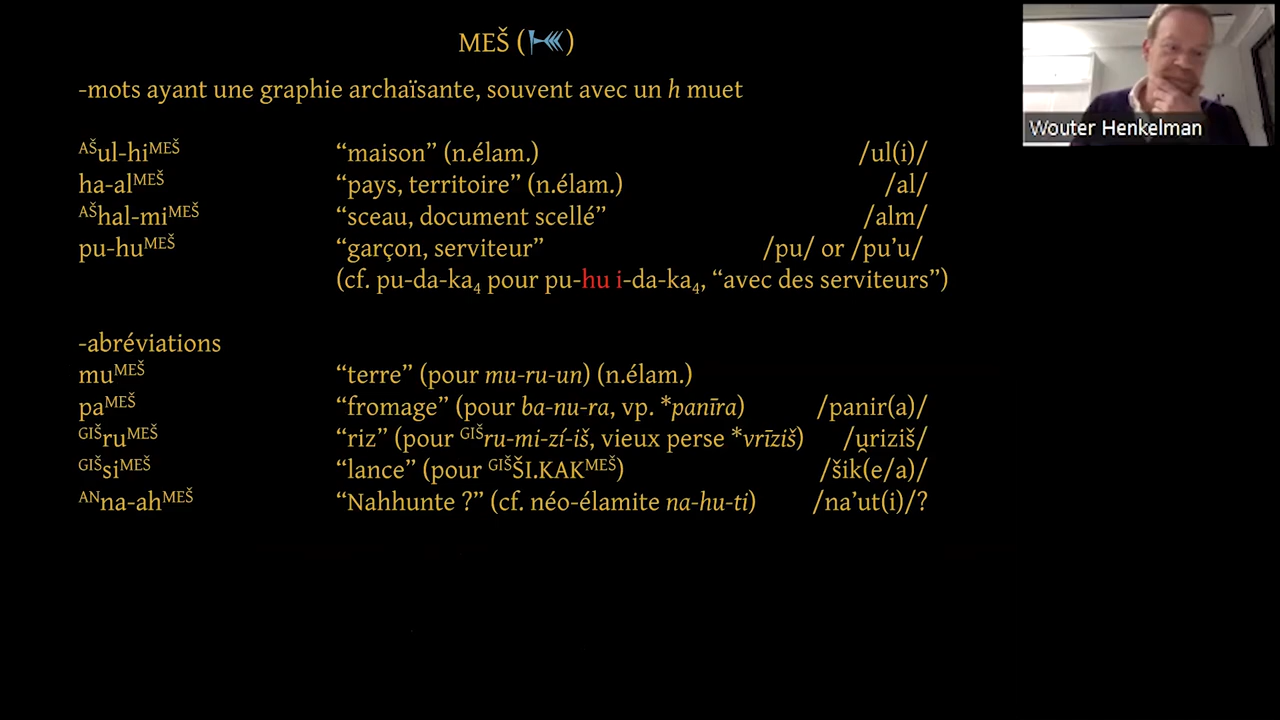 MEŠ (𒈨𒌍)
-mots ayant une graphie archaïsante, souvent avec un h muet
Wouter Henkelman
AŠul-hiMEŠ “maison” (n.élam.) /ul(i)/
ha-alMEŠ “pays, territoire” (n.élam.) /al/
AŠhal-miMEŠ “sceau, document scellé” /alm/
pu-huMEŠ “garçon, serviteur” /pu/ or /pu’u/
(cf. pu-da-ka₄ pour pu-hu i-da-ka₄, “avec des serviteurs”)
-abréviations
muMEŠ “terre” (pour mu-ru-un) (n.élam.)
paMEŠ “fromage” (pour ba-nu-ra, vp. *panīra) /panir(a)/
GIŠruMEŠ “riz” (pour GIŠru-mi-zí-iš, vieux perse *vrīziš) /u̯riziš/
GIŠsiMEŠ “lance” (pour GIŠŠI.KAKMEŠ) /šik(e/a)/
ANna-ahMEŠ “Nahhunte ?” (cf. néo-élamite na-hu-ti) /na’ut(i)/?